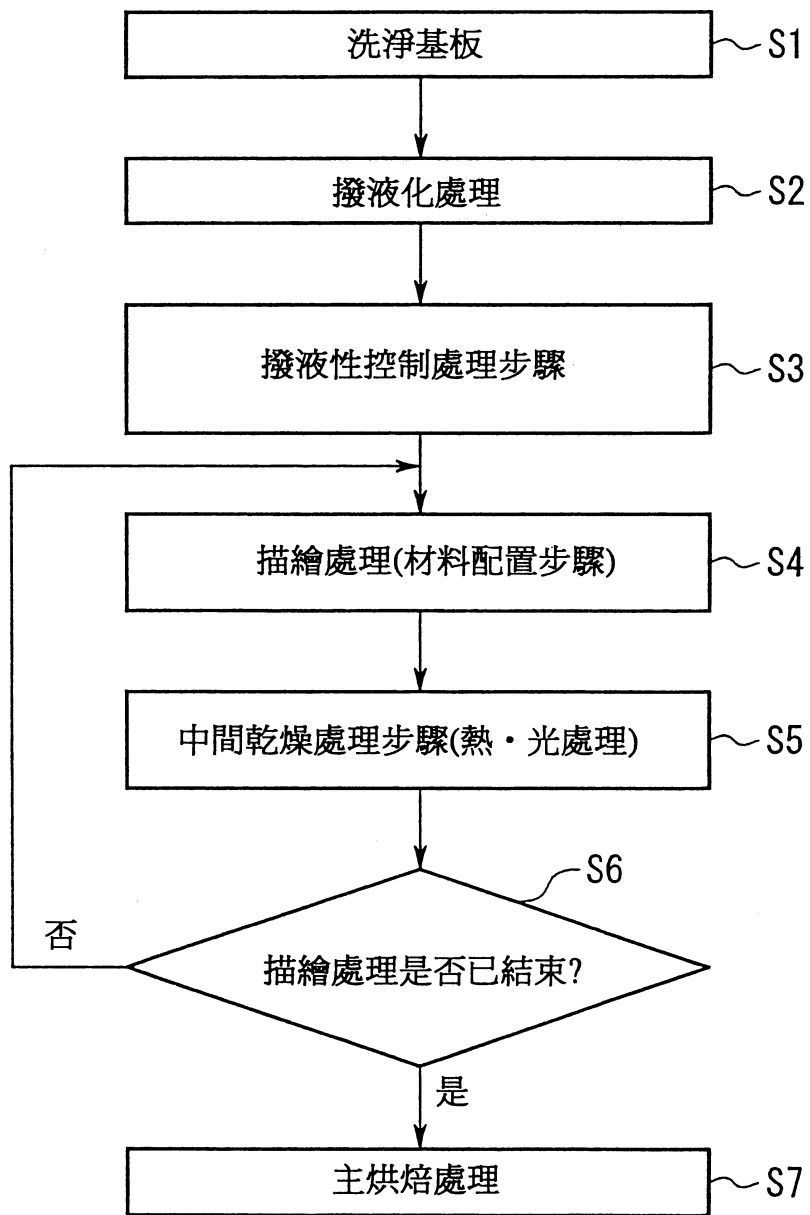 洗淨基板
S1
撥液化處理
S2
撥液性控制處理步驟
S3
描繪處理(材料配置步驟)
S4
中間乾燥處理步驟(熱・光處理)
S5
S6
否
描繪處理是否已結束?
是
主烘焙處理
S7